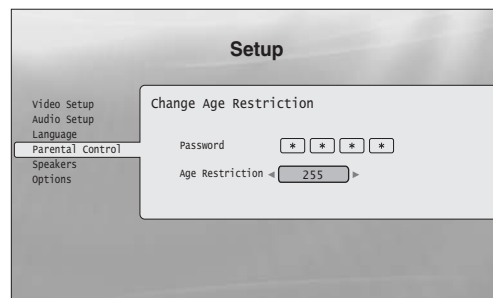 Setup
Video Setup
Audio Setup
Language
Parental Control
Speakers
Options
Change Age Restriction
Password * * * *
Age Restriction 255